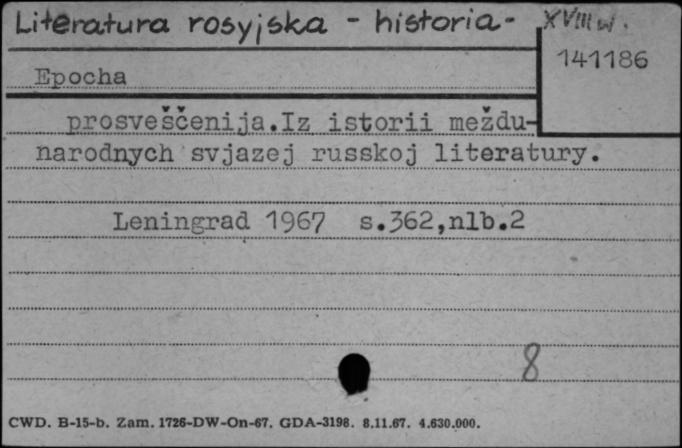 Literatura rosyjska - historia - XVIII w.
141186
Epocha
prosveščenija.Iz istorii meždu-
narodnych svjazej russkoj literatury.
Leningrad 1967 s.362,nlb.2
8
CWD. B-15-b. Zam. 1726-DW-On-67. GDA-3198. 8.11.67. 4.630.000.